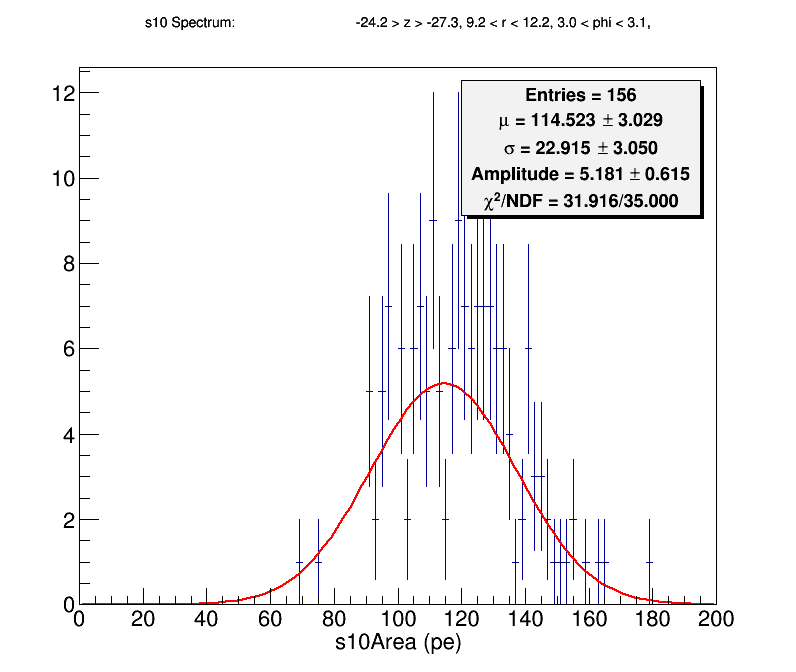 s10 Spectrum: -24.2 > z > -27.3, 9.2 < r < 12.2, 3.0 < phi < 3.1,
Entries = 156
μ = 114.523 ± 3.029
σ = 22.915 ± 3.050
Amplitude = 5.181 ± 0.615
χ²/NDF = 31.916/35.000
12
10
8
6
4
2
0
0 20 40 60 80 100 120 140 160 180 200
s10Area (pe)